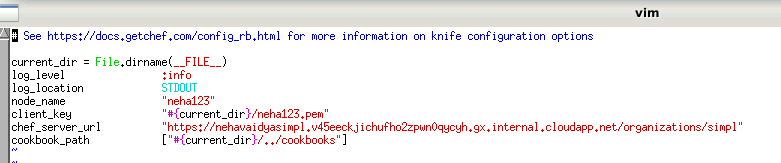 vim
# See https://docs.getchef.com/config_rb.html for more information on knife configuration options
current_dir = File.dirname(__FILE__)
log_level :info
log_location STDOUT
node_name "neha123"
client_key "#{current_dir}/neha123.pem"
chef_server_url "https://nehavaidyasimpl.v45eeckjichufho2zpwn0qycyh.gx.internal.cloudapp.net/organizations/simpl"
cookbook_path ["#{current_dir}/../cookbooks"]
~
~